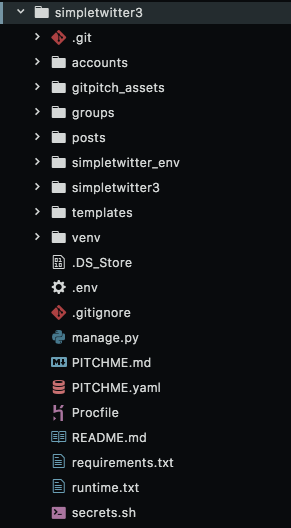 simpletwitter3
.git
accounts
gitpitch_assets
groups
posts
simpletwitter_env
simpletwitter3
templates
venv
.DS_Store
.env
.gitignore
manage.py
PITCHME.md
PITCHME.yaml
Procfile
README.md
requirements.txt
runtime.txt
secrets.sh